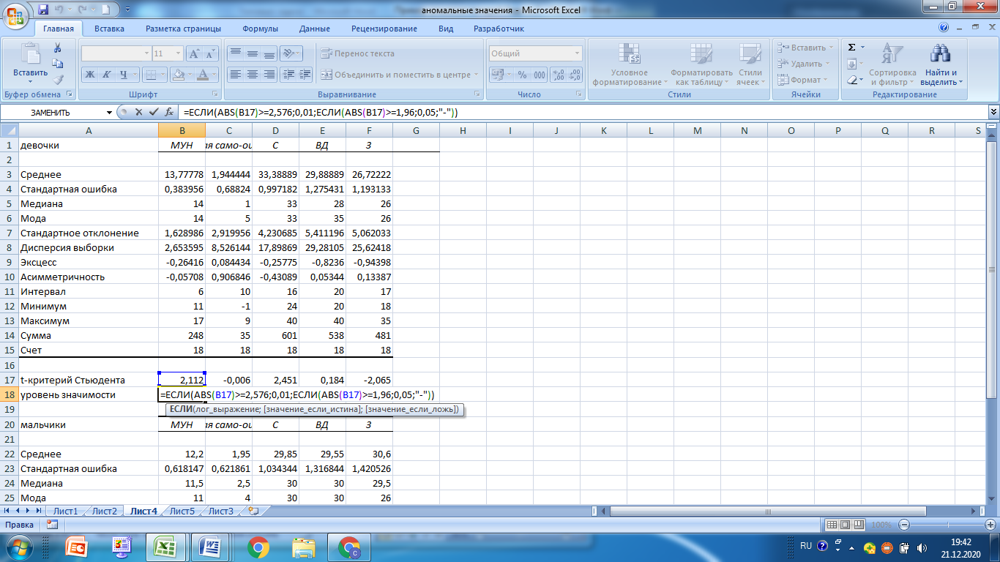 аномальные значения - Microsoft Excel
Главная Вставка Разметка страницы Формулы Данные Рецензирование Вид Разработчик
Вставить
11
Ж К Ч
Перенос текста
Объединить и поместить в центре
Общий
% 000
Условное форматирование
Форматировать как таблицу
Стили ячеек
Вставить
Удалить
Формат
Σ
Сортировка и фильтр
Найти и выделить
Буфер обмена Шрифт Выравнивание Число Стили Ячейки Редактирование
ЗАМЕНИТЬ fx =ЕСЛИ(ABS(B17)>=2,576;0,01;ЕСЛИ(ABS(B17)>=1,96;0,05;"-"))
A B C D E F G H I J K L M N O P Q R S
1 девочки МУН ія само-оц С ВД З
2
3 Среднее 13,77778 1,944444 33,38889 29,88889 26,72222
4 Стандартная ошибка 0,383956 0,68824 0,997182 1,275431 1,193133
5 Медиана 14 1 33 28 26
6 Мода 14 5 33 35 26
7 Стандартное отклонение 1,628986 2,919956 4,230685 5,411196 5,062033
8 Дисперсия выборки 2,653595 8,526144 17,89869 29,28105 25,62418
9 Эксцесс -0,26416 0,084434 -0,25775 -0,8236 -0,94398
10 Асимметричность -0,05708 0,906846 -0,43089 0,05344 0,13387
11 Интервал 6 10 16 20 17
12 Минимум 11 -1 24 20 18
13 Максимум 17 9 40 40 35
14 Сумма 248 35 601 538 481
15 Счет 18 18 18 18 18
16
17 t-критерий Стьюдента 2,112 -0,006 2,451 0,184 -2,065
18 уровень значимости =ЕСЛИ(ABS(B17)>=2,576;0,01;ЕСЛИ(ABS(B17)>=1,96;0,05;"-"))
19 ЕСЛИ(лог_выражение; [значение_если_истина]; [значение_если_ложь])
20 мальчики МУН ія само-оц С ВД З
21
22 Среднее 12,2 1,95 29,85 29,55 30,6
23 Стандартная ошибка 0,618147 0,621861 1,034344 1,316844 1,420526
24 Медиана 11,5 2,5 30 30 29,5
25 Мода 11 4 30 30 26
Лист1 Лист2 Лист4 Лист5 Лист3
Правка 100%
RU 19:42
21.12.2020